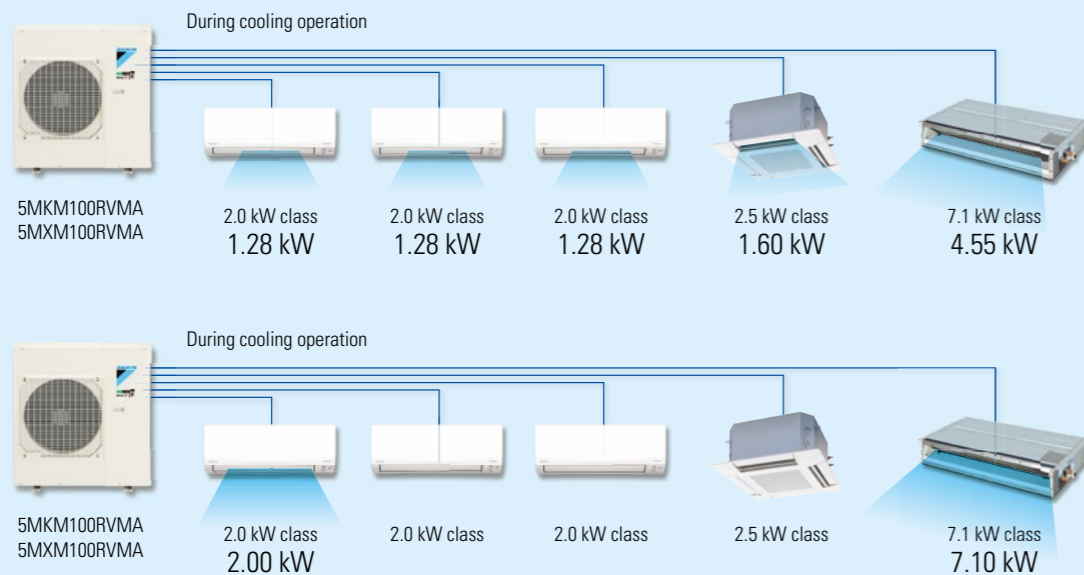 During cooling operation
5MKM100RVMA
5MXM100RVMA
2.0 kW class
1.28 kW
2.0 kW class
1.28 kW
2.0 kW class
1.28 kW
2.5 kW class
1.60 kW
7.1 kW class
4.55 kW
During cooling operation
5MKM100RVMA
5MXM100RVMA
2.0 kW class
2.00 kW
2.0 kW class
2.0 kW class
2.5 kW class
7.1 kW class
7.10 kW